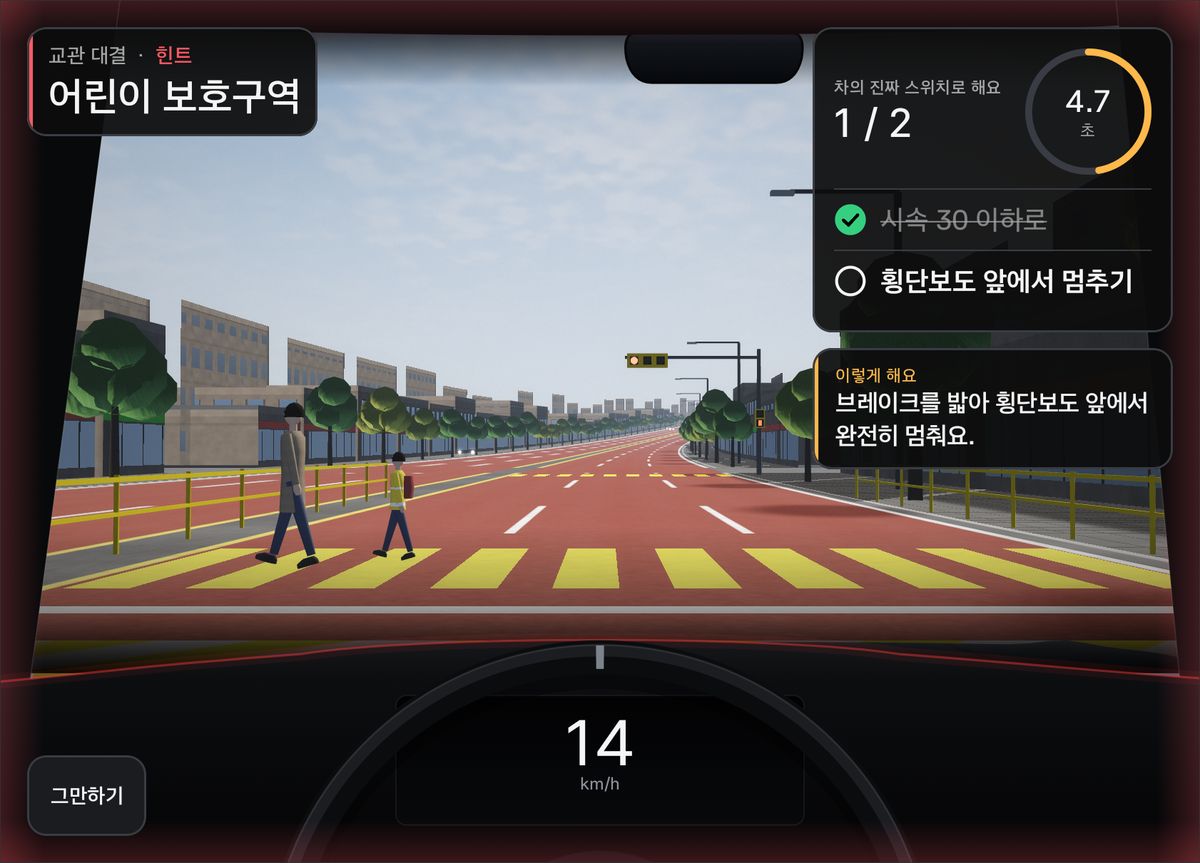 교관 대결 · 힌트
어린이 보호구역
차의 진짜 스위치로 해요
1 / 2
4.7
초
시속 30 이하로
횡단보도 앞에서 멈추기
이렇게 해요
브레이크를 밟아 횡단보도 앞에서
완전히 멈춰요.
14
km/h
그만하기